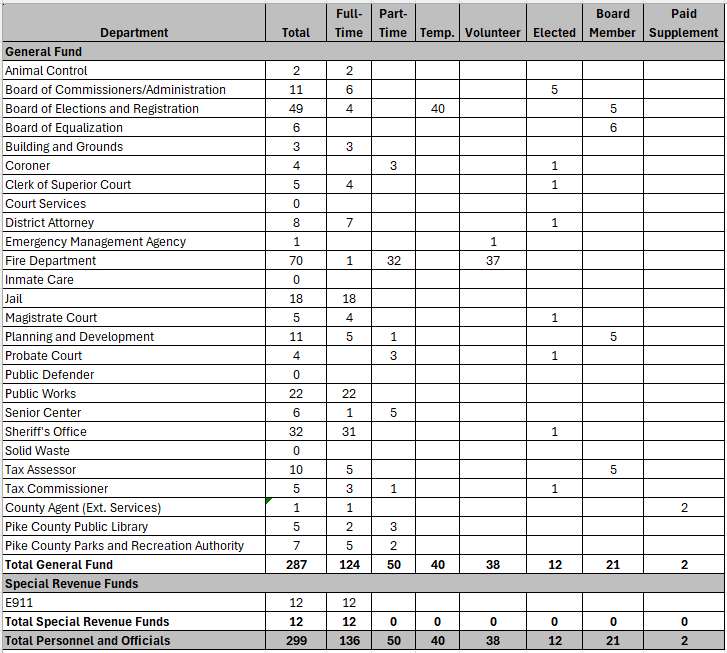 Department Total Full-Time Part-Time Temp. Volunteer Elected Board Member Paid Supplement
General Fund
Animal Control 2 2
Board of Commissioners/Administration 11 6 5
Board of Elections and Registration 49 4 40 5
Board of Equalization 6 6
Building and Grounds 3 3
Coroner 4 3 1
Clerk of Superior Court 5 4 1
Court Services 0
District Attorney 8 7 1
Emergency Management Agency 1 1
Fire Department 70 1 32 37
Inmate Care 0
Jail 18 18
Magistrate Court 5 4 1
Planning and Development 11 5 1 5
Probate Court 4 3 1
Public Defender 0
Public Works 22 22
Senior Center 6 1 5
Sheriff's Office 32 31 1
Solid Waste 0
Tax Assessor 10 5 5
Tax Commissioner 5 3 1 1
County Agent (Ext. Services) 1 1 2
Pike County Public Library 5 2 3
Pike County Parks and Recreation Authority 7 5 2
Total General Fund 287 124 50 40 38 12 21 2
Special Revenue Funds
E911 12 12
Total Special Revenue Funds 12 12 0 0 0 0 0 0
Total Personnel and Officials 299 136 50 40 38 12 21 2